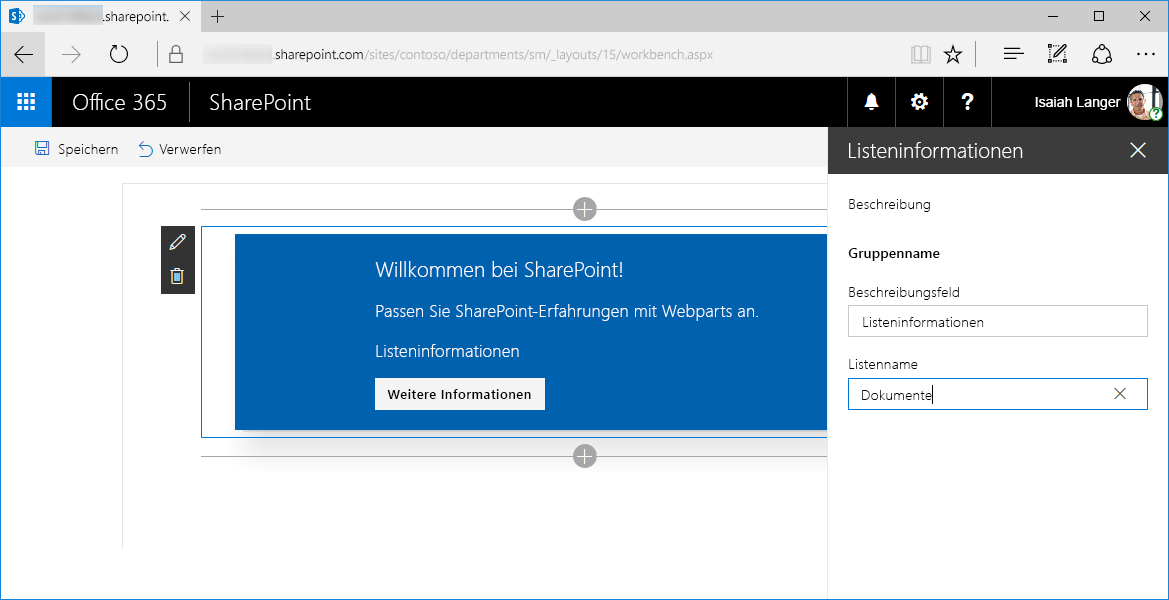 .sharepoint.
.sharepoint.com/sites/contoso/departments/sm/_layouts/15/workbench.aspx
Office 365
SharePoint
Isaiah Langer
Speichern
Verwerfen
Willkommen bei SharePoint!
Passen Sie SharePoint-Erfahrungen mit Webparts an.
Listeninformationen
Weitere Informationen
Listeninformationen
Beschreibung
Gruppenname
Beschreibungsfeld
Listeninformationen
Listenname
Dokumente